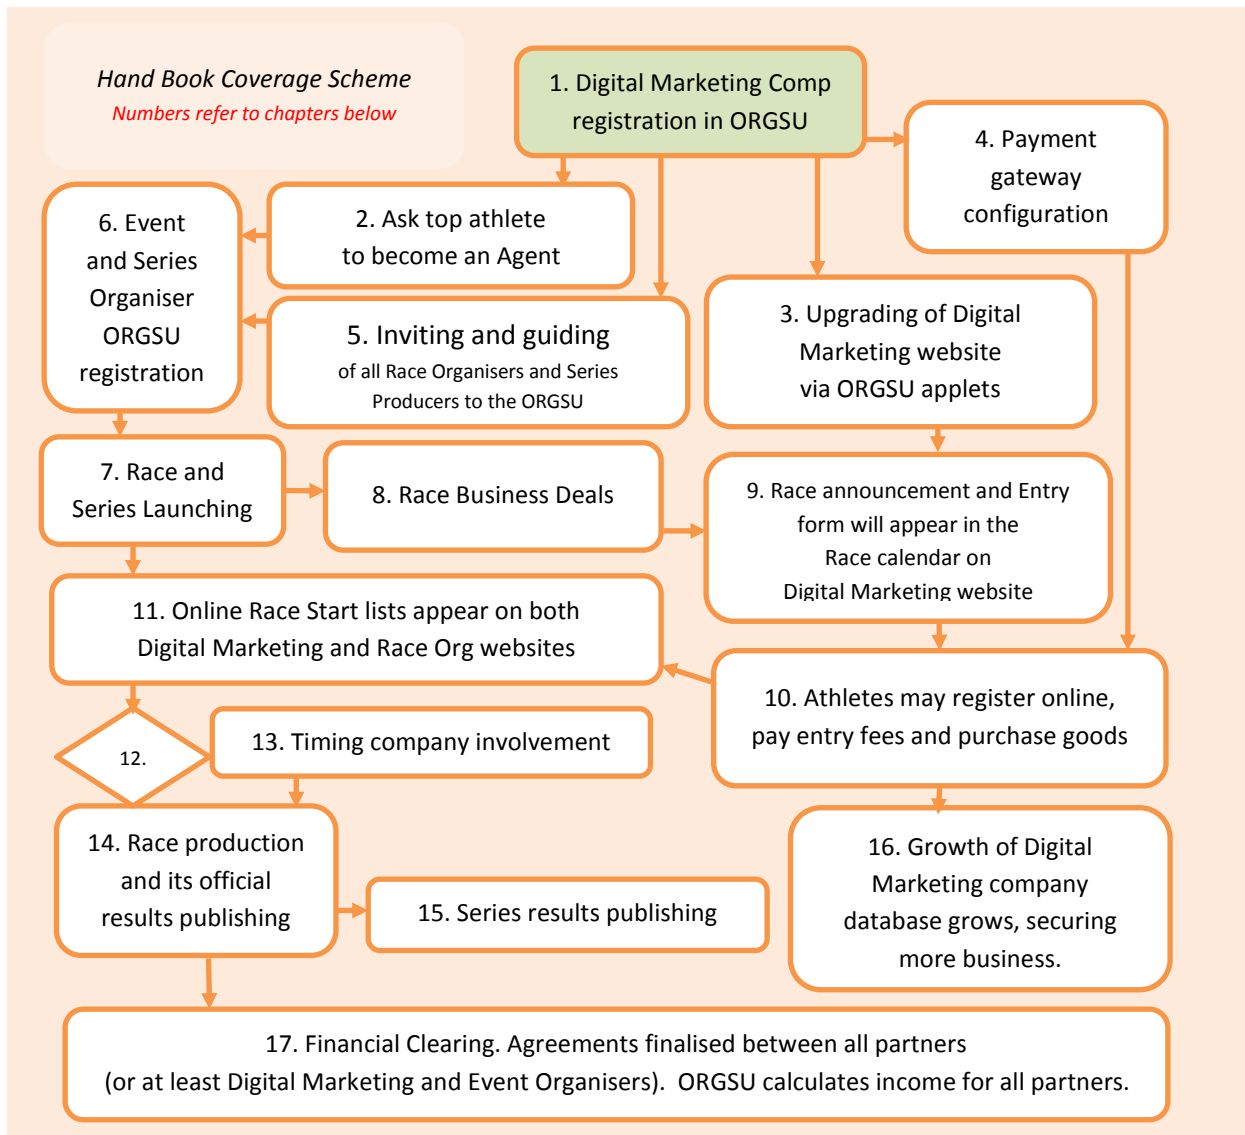 Hand Book Coverage Scheme
Numbers refer to chapters below
1. Digital Marketing Comp
registration in ORGSU
4. Payment
gateway
configuration
2. Ask top athlete
to become an Agent
6. Event
and Series
Organiser
ORGSU
registration
5. Inviting and guiding
of all Race Organisers and Series
Producers to the ORGSU
3. Upgrading of Digital
Marketing website
via ORGSU applets
7. Race and
Series Launching
8. Race Business Deals
9. Race announcement and Entry
form will appear in the
Race calendar on
Digital Marketing website
11. Online Race Start lists appear on both
Digital Marketing and Race Org websites
10. Athletes may register online,
pay entry fees and purchase goods
12.
13. Timing company involvement
14. Race production
and its official
results publishing
15. Series results publishing
16. Growth of Digital
Marketing company
database grows, securing
more business.
17. Financial Clearing. Agreements finalised between all partners
(or at least Digital Marketing and Event Organisers).  ORGSU calculates income for all partners.